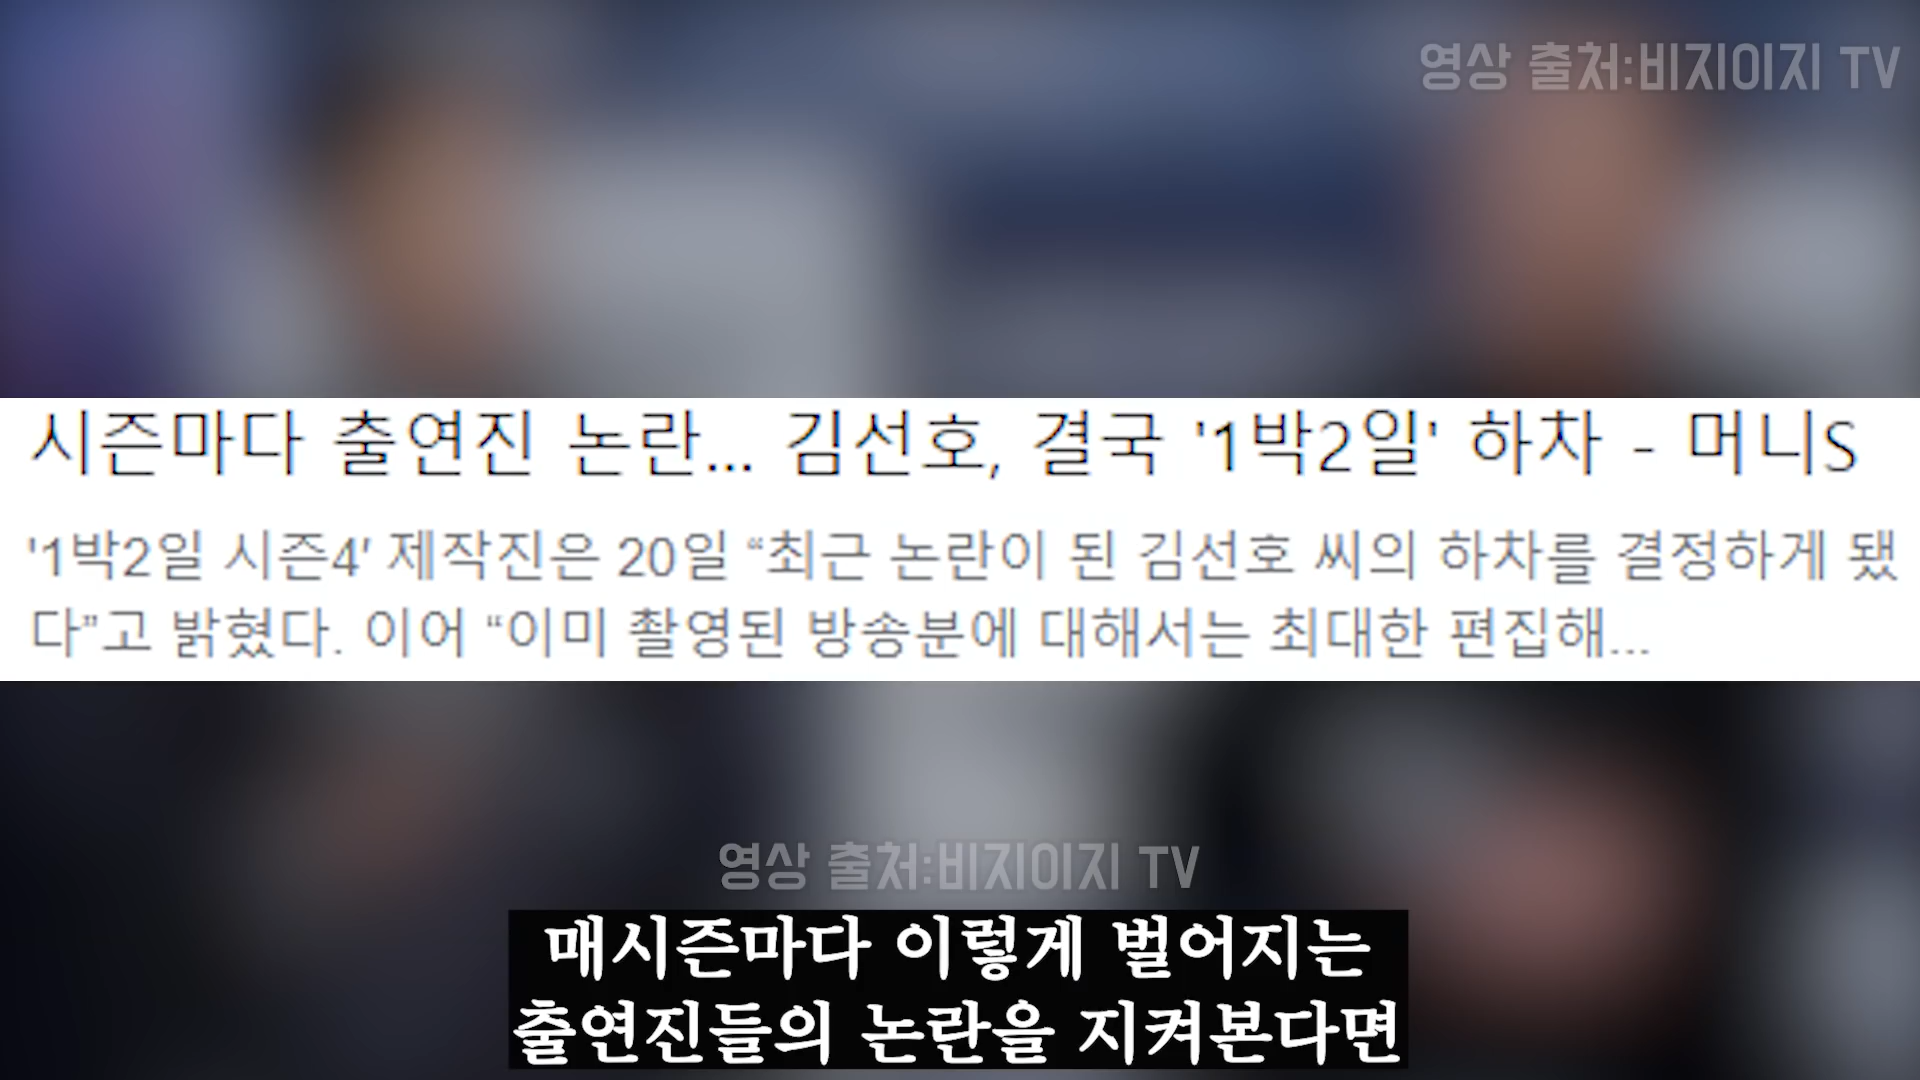 영상 출처:비지이지 TV
시즌마다 출연진 논란... 김선호, 결국 '1박2일' 하차 - 머니S
'1박2일 시즌4′ 제작진은 20일 “최근 논란이 된 김선호 씨의 하차를 결정하게 됐
다”고 밝혔다. 이어 “이미 촬영된 방송분에 대해서는 최대한 편집해...
영상 출처:비지이지 TV
매시즌마다 이렇게 벌어지는
출연진들의 논란을 지켜본다면